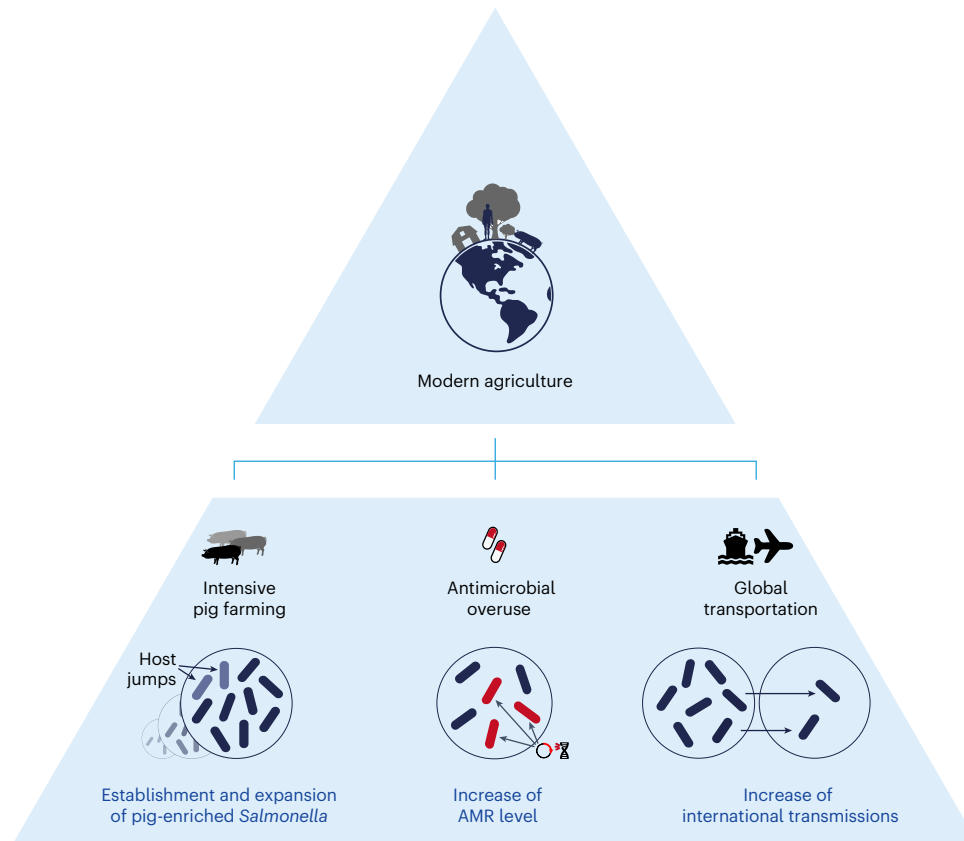 Modern agriculture
Intensive
pig farming
Antimicrobial
overuse
Global
transportation
Host
jumps
Establishment and expansion
of pig-enriched Salmonella
Increase of
AMR level
Increase of
international transmissions